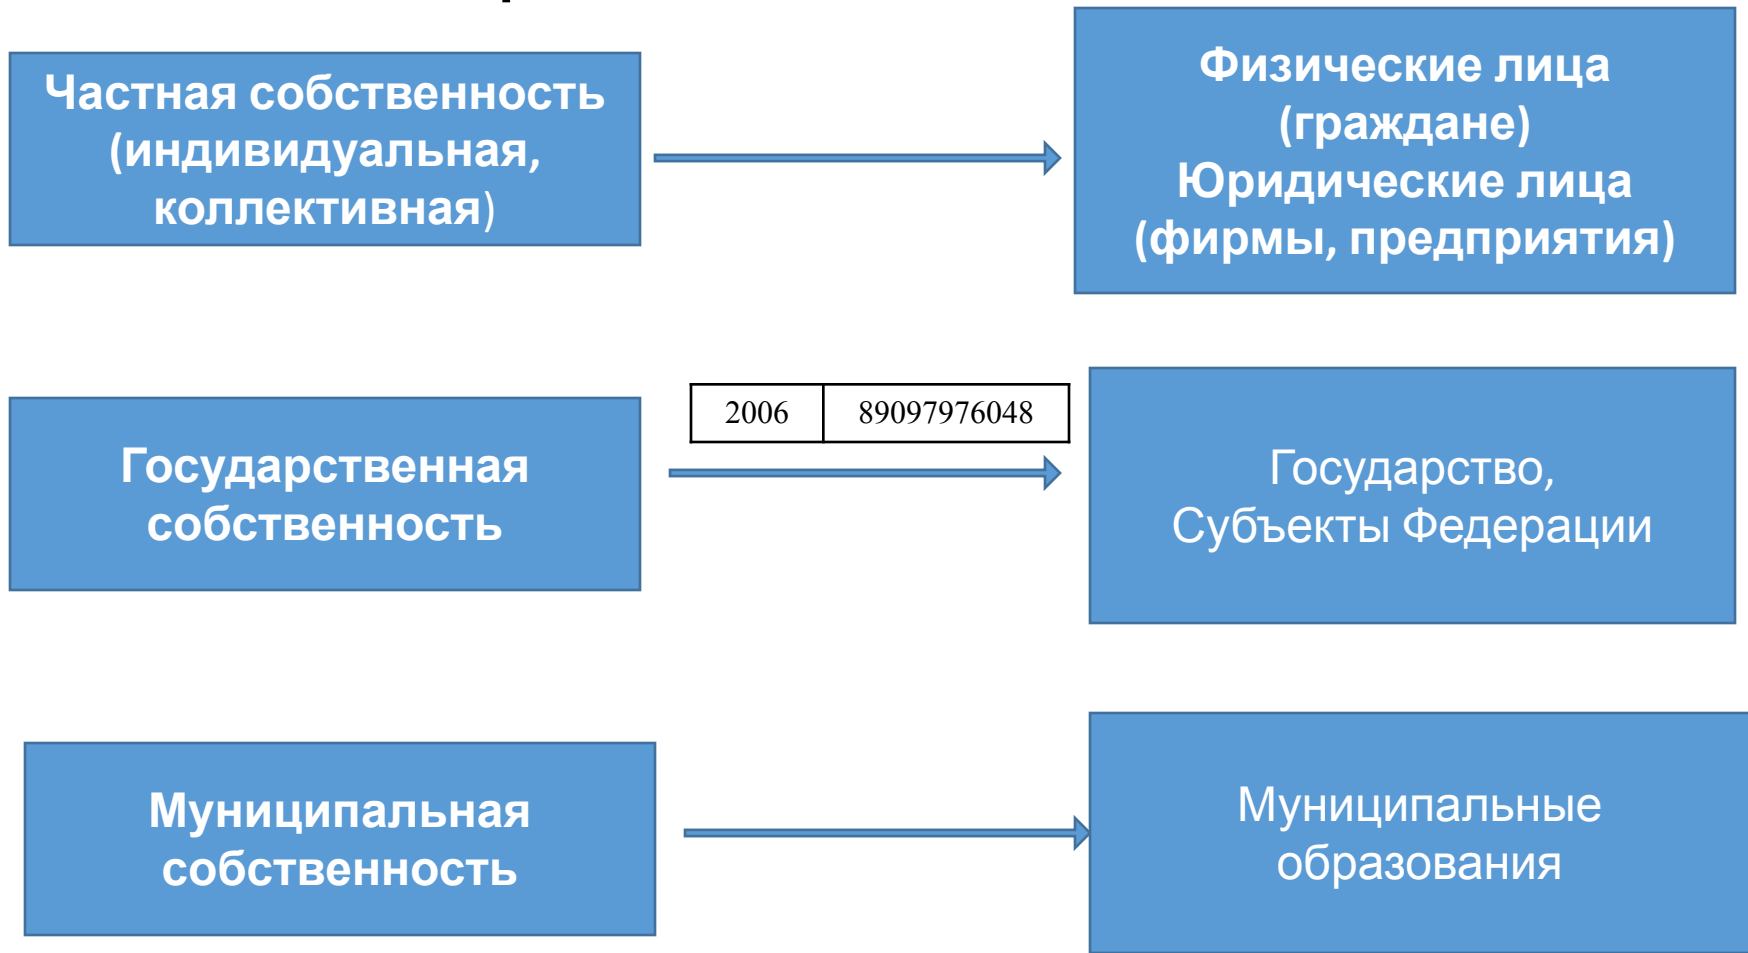 Частная собственность
(индивидуальная,
коллективная)
Физические лица
(граждане)
Юридические лица
(фирмы, предприятия)
Государственная
собственность
2006 89097976048
Государство,
Субъекты Федерации
Муниципальная
собственность
Муниципальные
образования